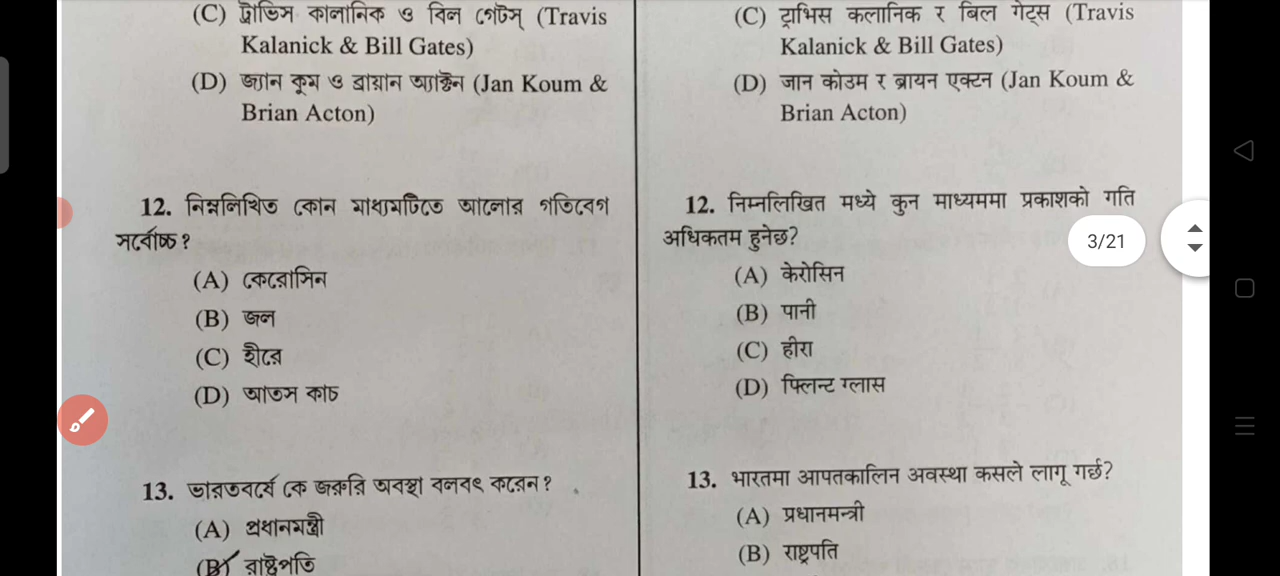 (C) ট্রাভিস কালানিক ও বিল গেটস্ (Travis
Kalanick & Bill Gates)
(D) জ্যান কুম ও ব্রায়ান অ্যাক্টন (Jan Koum &
Brian Acton)
12. নিম্নলিখিত কোন মাধ্যমটিতে আলোর গতিবেগ
সর্বোচ্চ ?
(A) কেরোসিন
(B) জল
(C) হীরে
(D) আতস কাচ
13. ভারতবর্ষে কে জরুরি অবস্থা বলবৎ করেন ?
(A) প্রধানমন্ত্রী
(B) রাষ্ট্রপতি
(C) ट्राभिस कलानिक र बिल गेट्स (Travis
Kalanick & Bill Gates)
(D) जान कोउम र ब्रायन एक्टन (Jan Koum &
Brian Acton)
12. निम्नलिखित मध्ये कुन माध्यममा प्रकाशको गति
अधिकतम हुनेछ?
(A) केरोसिन
(B) पानी
(C) हीरा
(D) फ्लिन्ट ग्लास
13. भारतमा आपतकालिन अवस्था कसले लागू गर्छ?
(A) प्रधानमन्त्री
(B) राष्ट्रपति
3/21